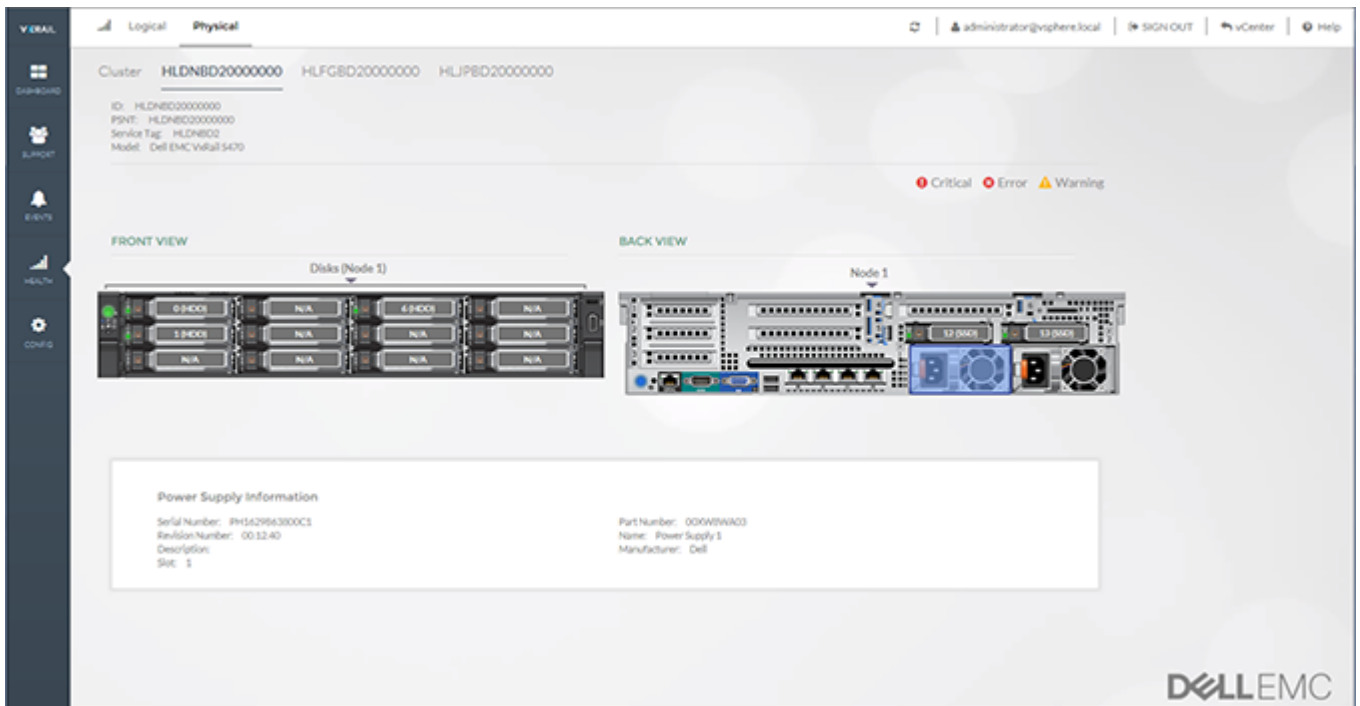 VXRAIL
Logical Physical administrator@vsphere.local SIGN OUT vCenter Help
DASHBOARD
SUPPORT
EVENTS
HEALTH
CONFIG
Cluster HLDNBD20000000 HLFGBD20000000 HLJPBD20000000
ID: HLDNBD20000000
PSNT: HLDNBD20000000
Service Tag: HLDNBD2
Model: Dell EMC VxRail S470
Critical Error Warning
FRONT VIEW
Disks (Node 1)
0 (HDD) N/A 4 (HDD) N/A
1 (HDD) N/A N/A N/A
N/A N/A N/A N/A
BACK VIEW
Node 1
12 (SSD) 13 (SSD)
Power Supply Information
Serial Number: PH1629863800C1
Revision Number: 00.12.40
Description:
Slot: 1
Part Number: 0GXW8WA03
Name: Power Supply 1
Manufacturer: Dell
DELLEMC